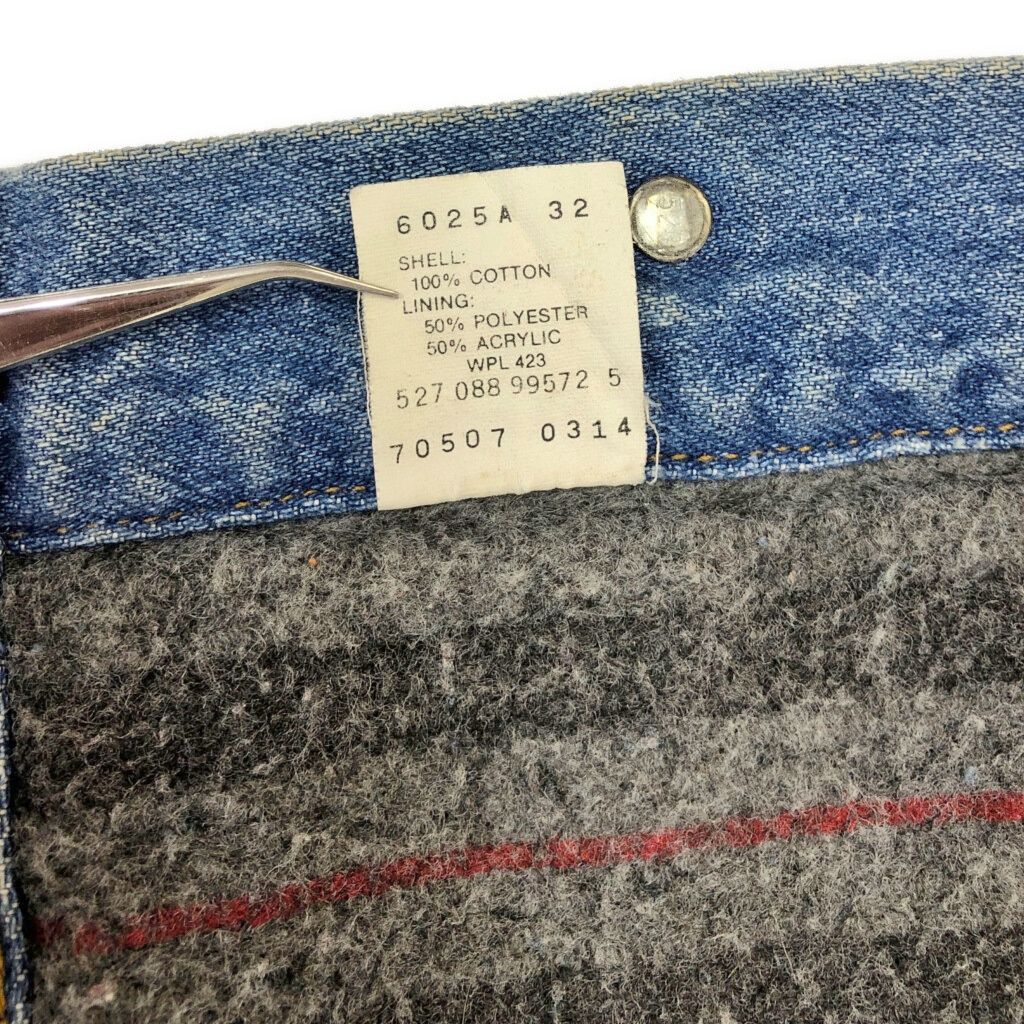 6025A 32
SHELL:
100% COTTON
LINING:
50% POLYESTER
50% ACRYLIC
WPL 423
527 088 99572 5
70507 0314